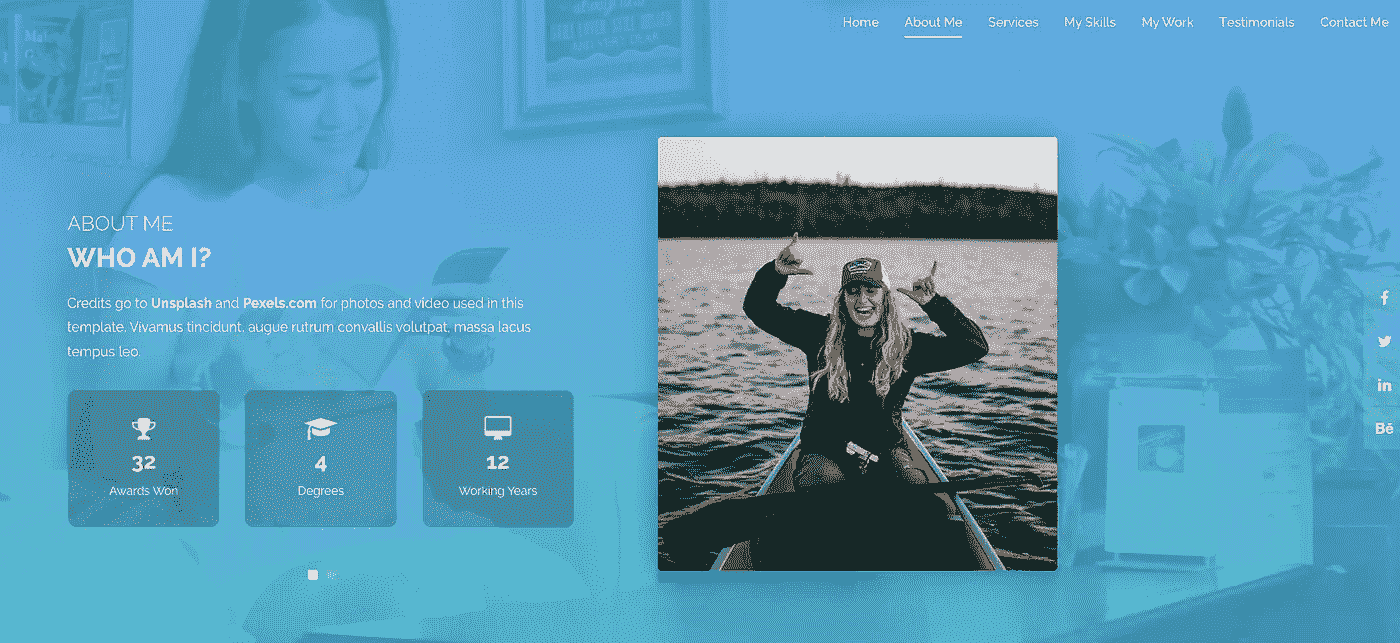 Home About Me Services My Skills My Work Testimonials Contact Me
ABOUT ME
WHO AM I?
Credits go to Unsplash and Pexels.com for photos and video used in this
template. Vivamus tincidunt, augue rutrum convallis volutpat, massa lacus
tempus leo.
32
Awards Won
4
Degrees
12
Working Years
in
Bē